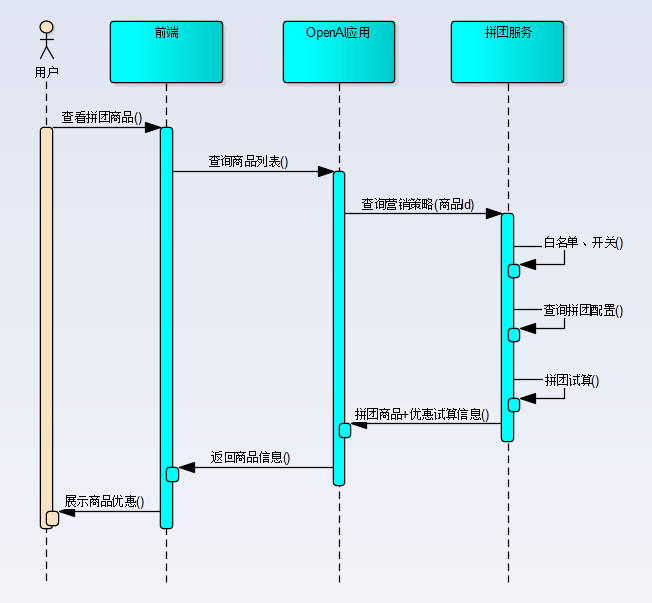 前端
OpenAI应用
拼团服务
用户
查看拼团商品()
查询商品列表()
查询营销策略(商品Id)
白名单、开关()
查询拼团配置()
拼团试算()
拼团商品+优惠试算信息()
返回商品信息()
展示商品优惠()